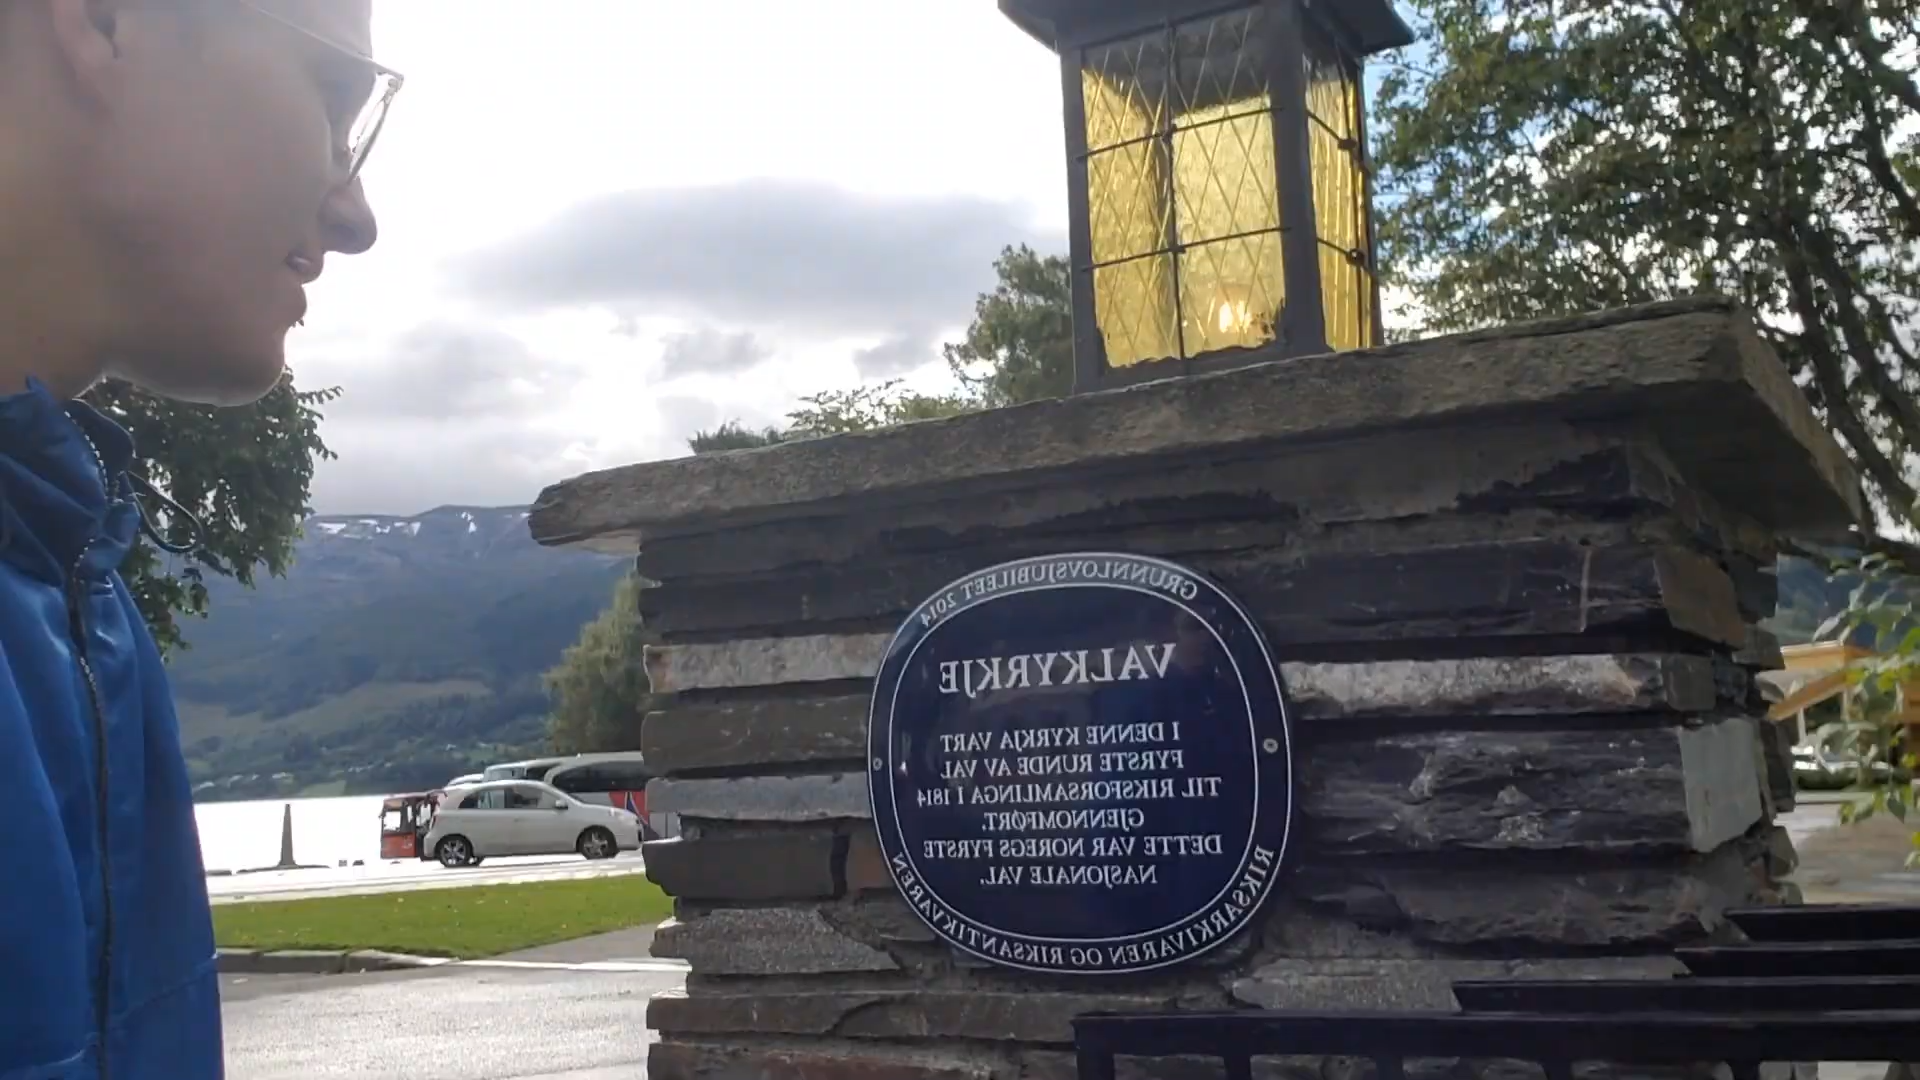 GRUNNLOVSJUBILEET 2014
VALKYRKJE
I DENNE KYRKJA VART
FYRSTE RUNDE AV VAL
TIL RIKSFORSAMLINGA I 1814
GJENNOMFØRT.
DETTE VAR NOREGS FYRSTE
NASJONALE VAL.
RIKSARKIVAREN OG RIKSANTIKVAREN